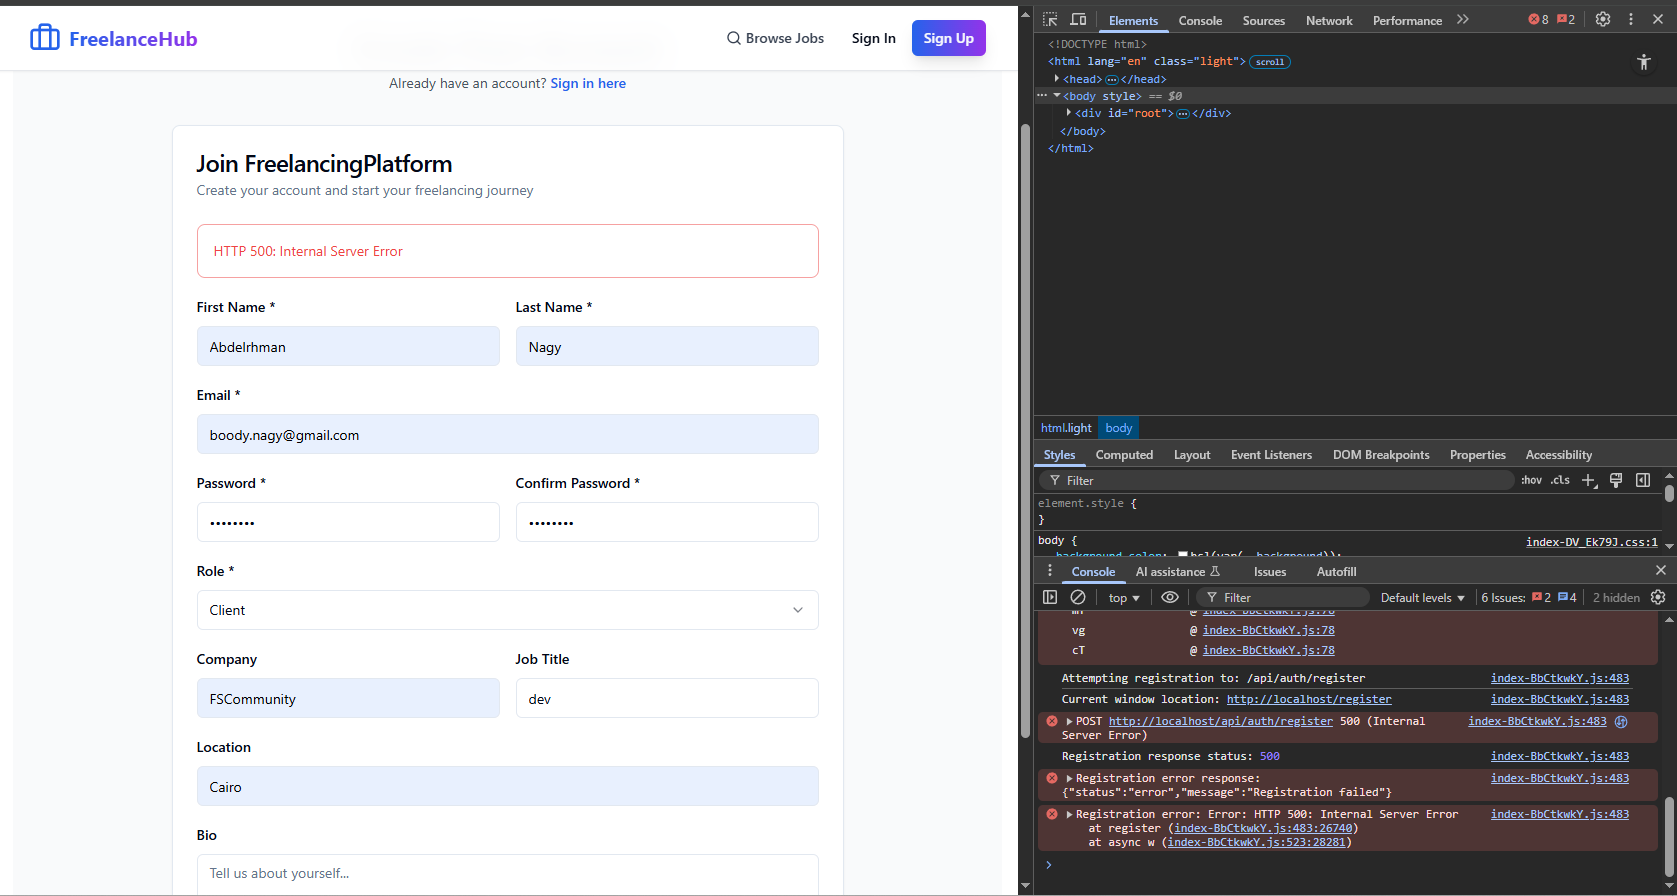 FreelanceHub
Browse Jobs
Sign In
Sign Up
Already have an account? Sign in here
Join FreelancingPlatform
Create your account and start your freelancing journey
HTTP 500: Internal Server Error
First Name *
Last Name *
Abdelrhman
Nagy
Email *
boody.nagy@gmail.com
Password *
Confirm Password *
••••••••
••••••••
Role *
Client
Company
Job Title
FSCommunity
dev
Location
Cairo
Bio
Tell us about yourself...
Elements
Console
Sources
Network
Performance
8
2
<!DOCTYPE html>
<html lang="en" class="light"> scroll
<head> ⋯ </head>
⋯ <body style> == $0
<div id="root"> ⋯ </div>
</body>
</html>
html.light
body
Styles
Computed
Layout
Event Listeners
DOM Breakpoints
Properties
Accessibility
Filter
:hov
.cls
element.style {
}
body {
index-DV_Ek79J.css:1
background-color: hsl(var(--background));
Console
AI assistance
Issues
Autofill
top
Filter
Default levels
6 Issues: 2 4
2 hidden
@ index-BbCtkwkY.js:78
vg @ index-BbCtkwkY.js:78
cT @ index-BbCtkwkY.js:78
Attempting registration to: /api/auth/register index-BbCtkwkY.js:483
Current window location: http://localhost/register index-BbCtkwkY.js:483
POST http://localhost/api/auth/register 500 (Internal index-BbCtkwkY.js:483
Server Error)
Registration response status: 500 index-BbCtkwkY.js:483
Registration error response: index-BbCtkwkY.js:483
{"status":"error","message":"Registration failed"}
Registration error: Error: HTTP 500: Internal Server Error index-BbCtkwkY.js:483
at register (index-BbCtkwkY.js:483:26740)
at async w (index-BbCtkwkY.js:523:28281)